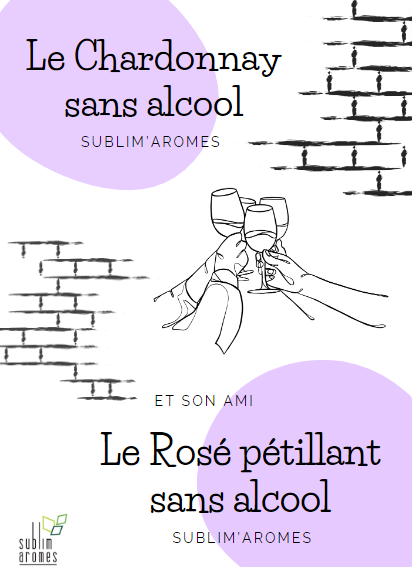 Le Chardonnay
sans alcool
SUBLIM'AROMES
ET SON AMI
Le Rosé pétillant
sans alcool
SUBLIM'AROMES
sublim
aromes